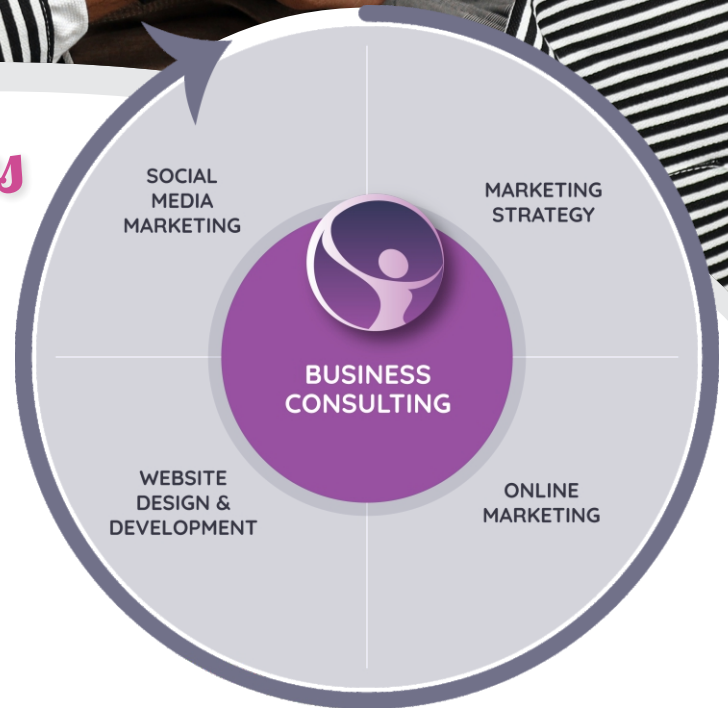 SOCIAL
MEDIA
MARKETING
MARKETING
STRATEGY
BUSINESS
CONSULTING
WEBSITE
DESIGN &
DEVELOPMENT
ONLINE
MARKETING